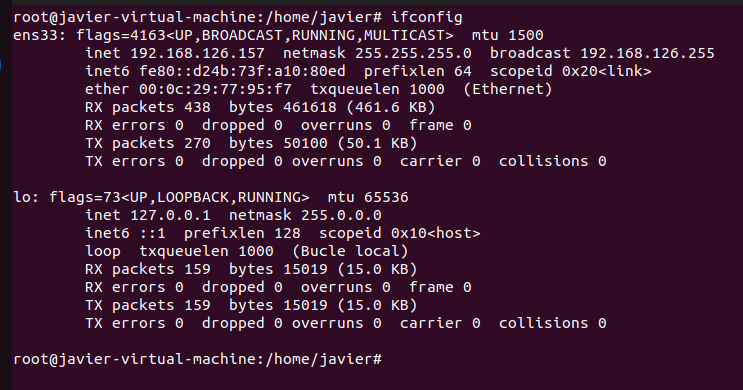 root@javier-virtual-machine:/home/javier# ifconfig
ens33: flags=4163<UP,BROADCAST,RUNNING,MULTICAST>  mtu 1500
        inet 192.168.126.157  netmask 255.255.255.0  broadcast 192.168.126.255
        inet6 fe80::d24b:73f:a10:80ed  prefixlen 64  scopeid 0x20<link>
        ether 00:0c:29:77:95:f7  txqueuelen 1000  (Ethernet)
        RX packets 438  bytes 461618 (461.6 KB)
        RX errors 0  dropped 0  overruns 0  frame 0
        TX packets 270  bytes 50100 (50.1 KB)
        TX errors 0  dropped 0 overruns 0  carrier 0  collisions 0

lo: flags=73<UP,LOOPBACK,RUNNING>  mtu 65536
        inet 127.0.0.1  netmask 255.0.0.0
        inet6 ::1  prefixlen 128  scopeid 0x10<host>
        loop  txqueuelen 1000  (Bucle local)
        RX packets 159  bytes 15019 (15.0 KB)
        RX errors 0  dropped 0  overruns 0  frame 0
        TX packets 159  bytes 15019 (15.0 KB)
        TX errors 0  dropped 0 overruns 0  carrier 0  collisions 0

root@javier-virtual-machine:/home/javier#